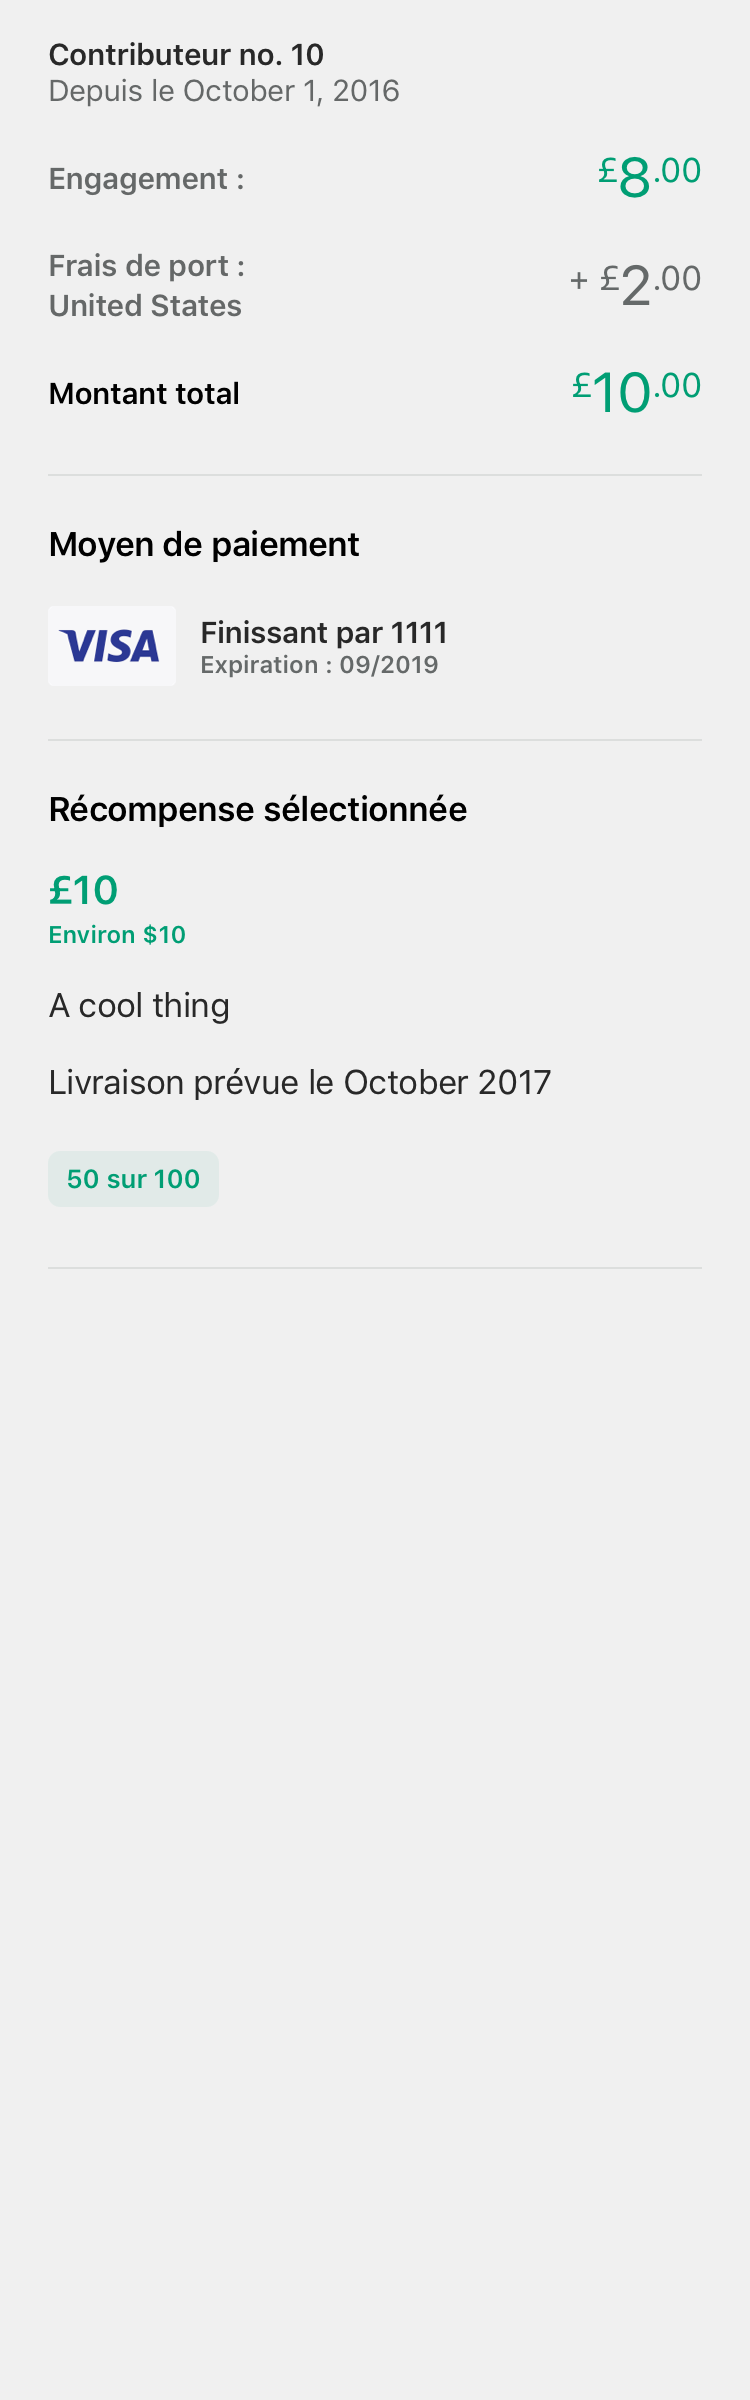 Contributeur no. 10
Depuis le October 1, 2016
Engagement :
£8.00
Frais de port :
United States
+ £2.00
Montant total
£10.00
Moyen de paiement
VISA
Finissant par 1111
Expiration : 09/2019
Récompense sélectionnée
£10
Environ $10
A cool thing
Livraison prévue le October 2017
50 sur 100